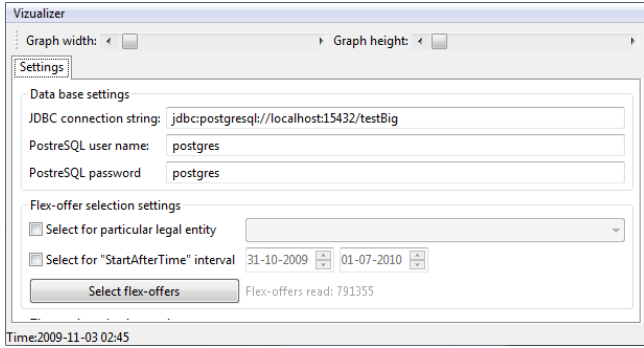 Vizualizer
Graph width: Graph height:
Settings
Data base settings
JDBC connection string: jdbc:postgresql://localhost:15432/testBig
PostreSQL user name: postgres
PostreSQL password postgres
Flex-offer selection settings
Select for particular legal entity
Select for "StartAfterTime" interval 31-10-2009 01-07-2010
Select flex-offers Flex-offers read: 791355
Time:2009-11-03 02:45